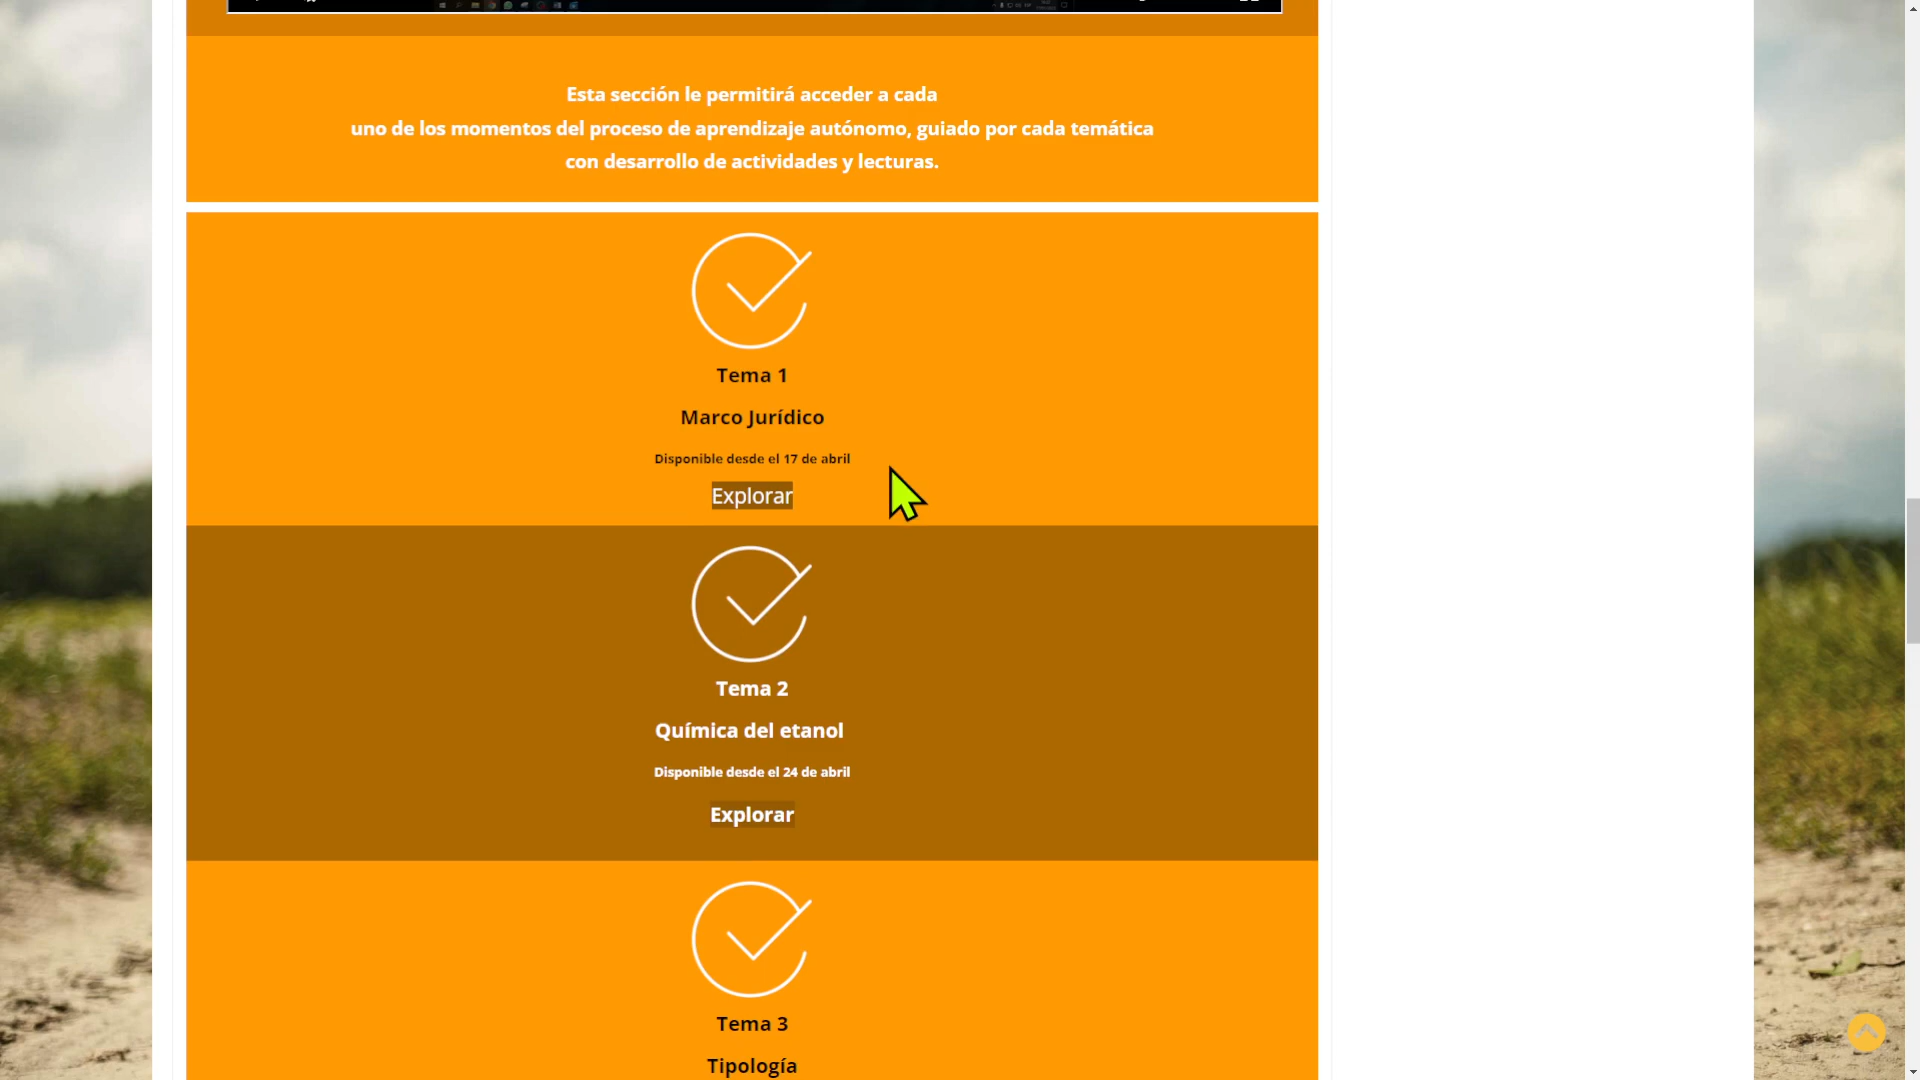 Esta sección le permitirá acceder a cada
uno de los momentos del proceso de aprendizaje autónomo, guiado por cada temática
con desarrollo de actividades y lecturas.
Tema 1
Marco Jurídico
Disponible desde el 17 de abril
Explorar
Tema 2
Química del etanol
Disponible desde el 24 de abril
Explorar
Tema 3
Tipología